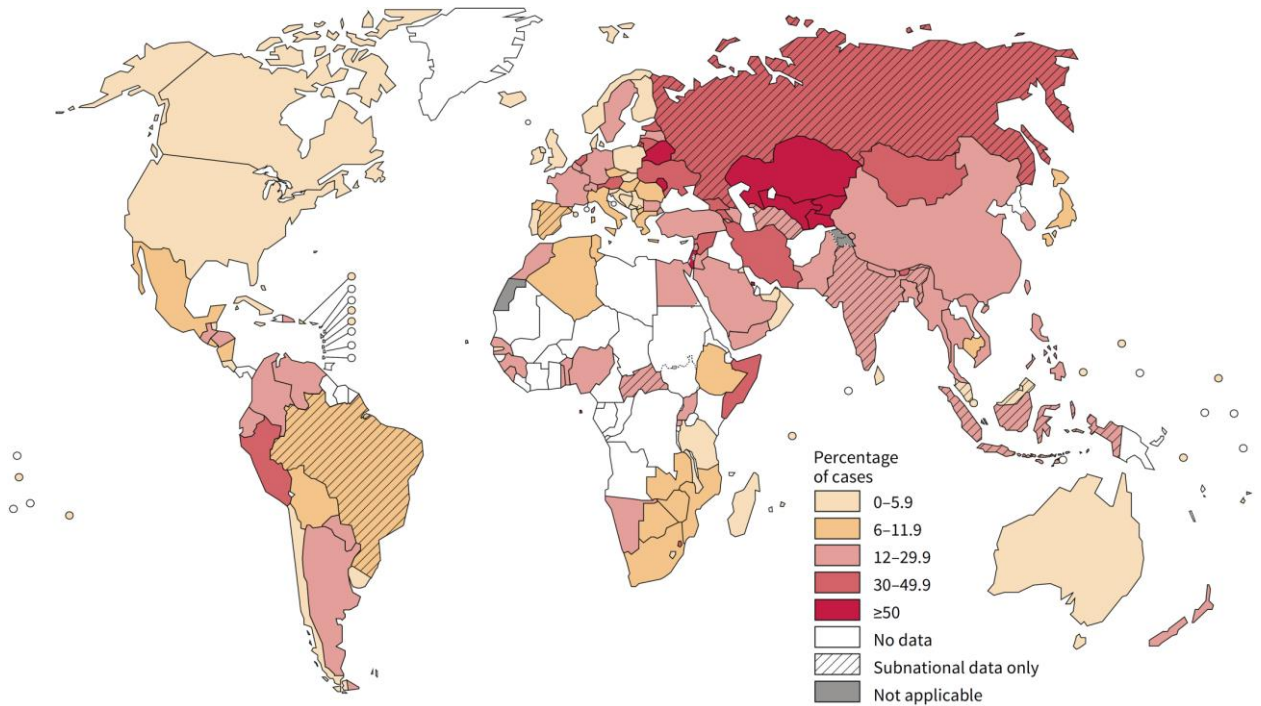 Percentage
of cases
0–5.9
6–11.9
12–29.9
30–49.9
≥50
No data
Subnational data only
Not applicable